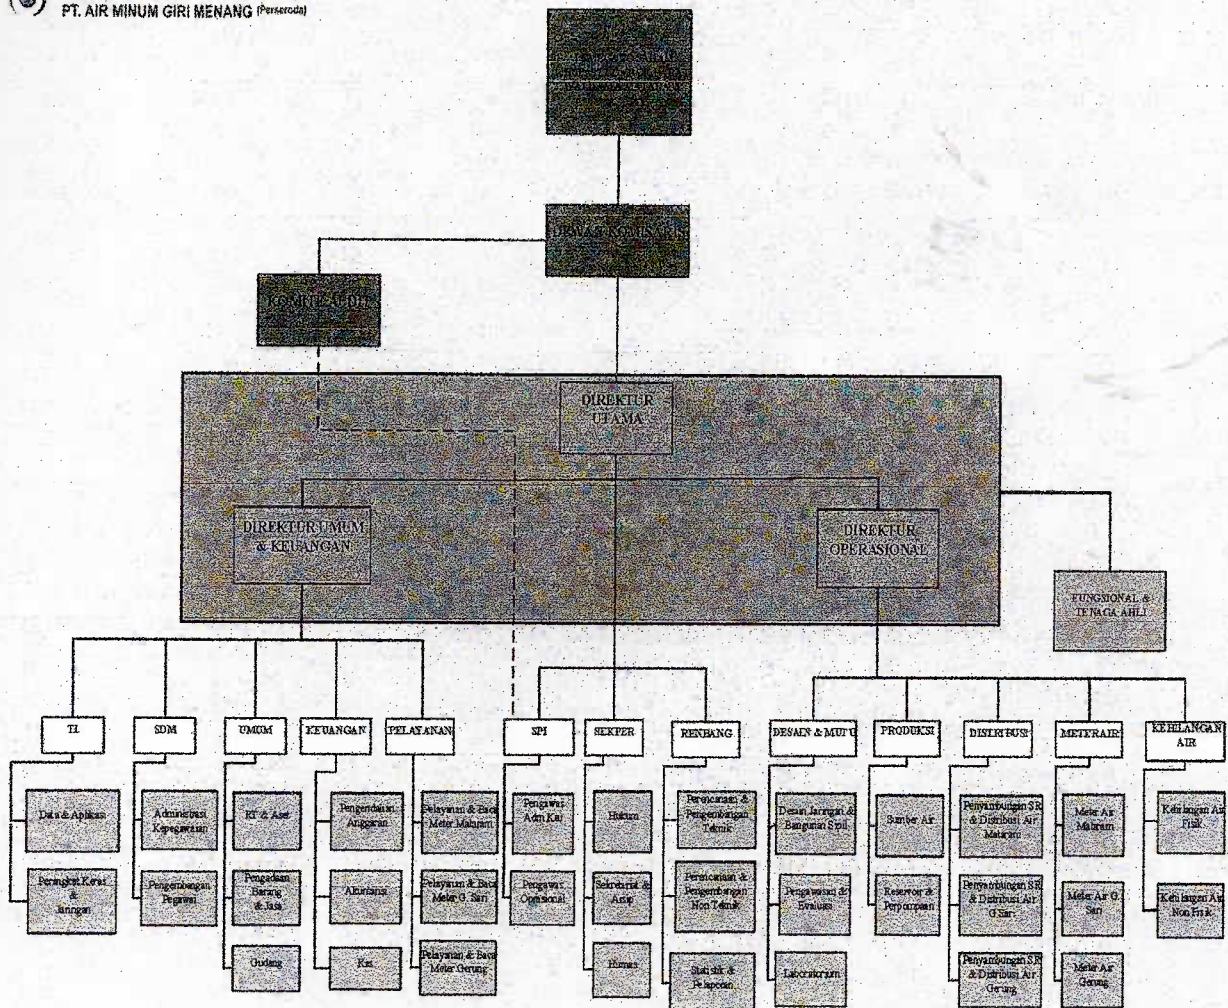 PT. AIR MINUM GIRI MENANG (Perseroda)
DEWAN KOMISARIS
KOMITE AUDIT
DIREKTUR
UTAMA
DIREKTUR UMUM
& KEUANGAN
DIREKTUR
OPERASIONAL
FUNGSIONAL &
TENAGA AHLI
T.I.
SDM
UMUM
KEUANGAN
PELAYANAN
SPI
SEKPER
RENBANG
DESAIN & MUTU
PRODUKSI
DISTRIBUSI
METER AIR
KEHILANGAN
AIR
Data & Aplikasi
Administrasi
Kepegawaian
RT & Aset
Pengendalian
Anggaran
Pelayanan & Baca
Meter Mataram
Pengawas
Adm Keu
Hukum
Perencanaan &
Pengembangan
Teknik
Desain Jaringan &
Bangunan Sipil
Sumber Air
Penyambungan SR
& Distribusi Air
Mataram
Meter Air
Mataram
Kehilangan Air
Fisik
Perangkat Keras
&
Jaringan
Pengembangan
Pegawai
Pengadaan
Barang
& Jasa
Akuntansi
Pelayanan & Baca
Meter G. Sari
Pengawas
Oprasional
Sekretariat &
Arsip
Perencanaan &
Pengembangan
Non Teknik
Pengawasan &
Evaluasi
Reservoir &
Perpompaan
Penyambungan SR
& Distribusi Air
G.Sari
Meter Air G.
Sari
Kehilangan Air
Non Fisik
Gudang
Kas
Pelayanan & Baca
Meter Gerung
Humas
Statistik &
Pelaporan
Laboratorium
Penyambungan SR
& Distribusi Air
Gerung
Meter Air
Gerung